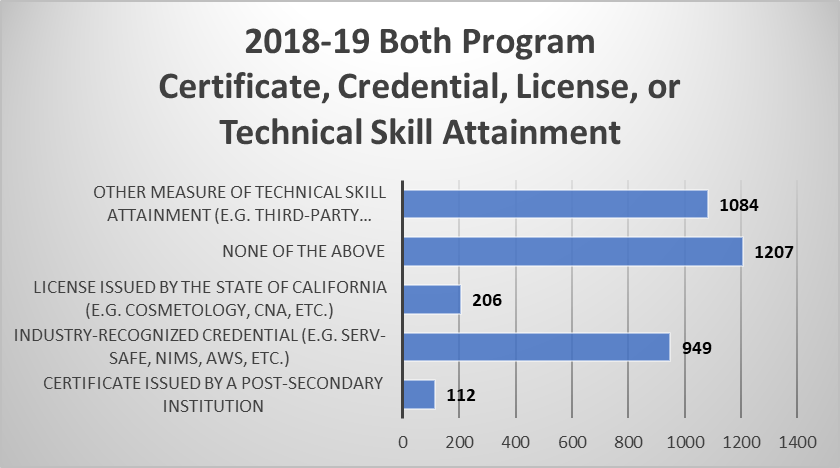 2018-19 Both Program
Certificate, Credential, License, or
Technical Skill Attainment
OTHER MEASURE OF TECHNICAL SKILL
ATTAINMENT (E.G. THIRD-PARTY…
1084
NONE OF THE ABOVE
1207
LICENSE ISSUED BY THE STATE OF CALIFORNIA
(E.G. COSMETOLOGY, CNA, ETC.)
206
INDUSTRY-RECOGNIZED CREDENTIAL (E.G. SERV-
SAFE, NIMS, AWS, ETC.)
949
CERTIFICATE ISSUED BY A POST-SECONDARY
INSTITUTION
112
0 200 400 600 800 1000 1200 1400